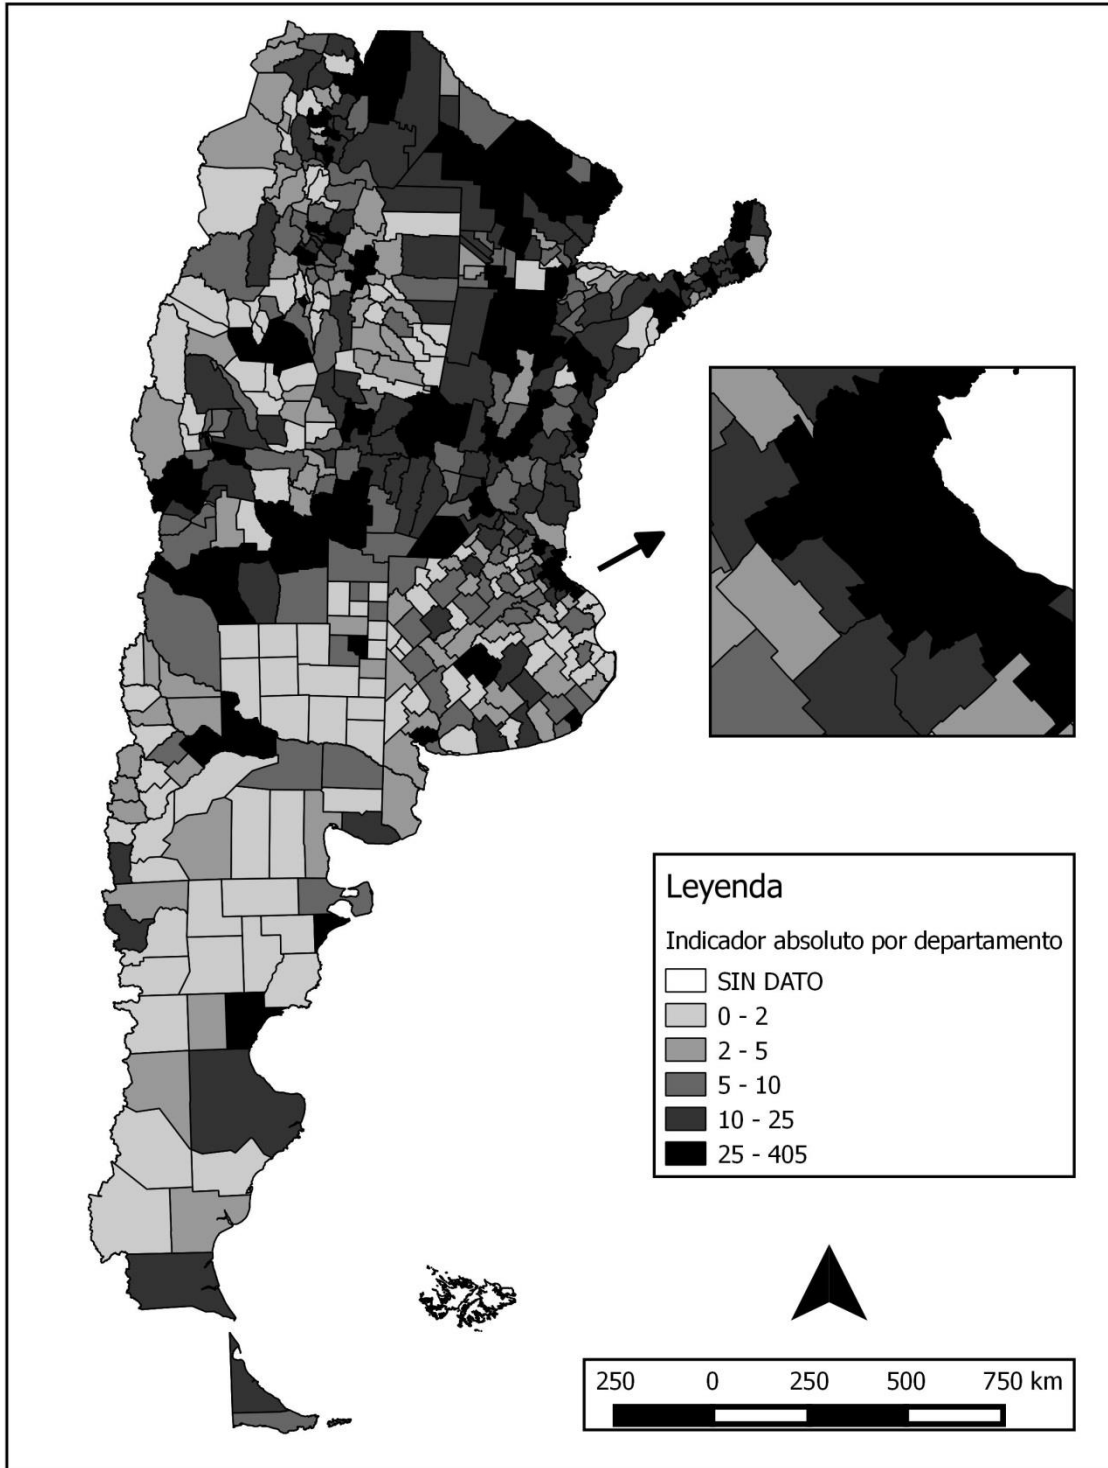 Leyenda
Indicador absoluto por departamento
SIN DATO
0 - 2
2 - 5
5 - 10
10 - 25
25 - 405
250 0 250 500 750 km